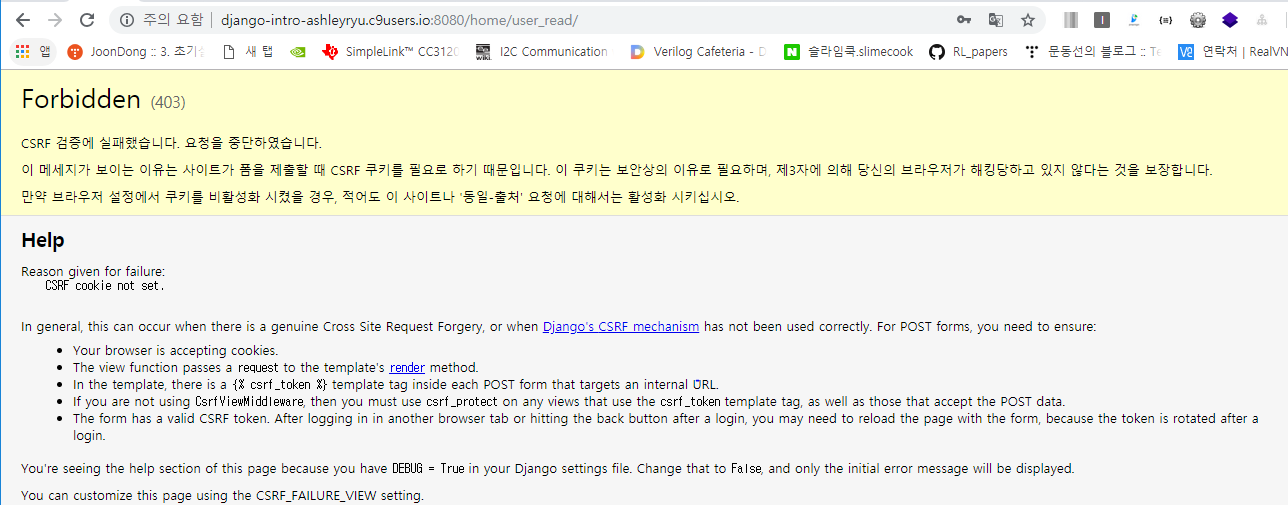 주의 요함 | django-intro-ashleyryu.c9users.io:8080/home/user_read/
앱 JoonDong :: 3. 초기 새 탭 SimpleLink™ CC3120 I2C Communication Verilog Cafeteria - 슬라임쿡.slimecook RL_papers 문동선의 블로그 :: 연락처 | RealVN
Forbidden (403)
CSRF 검증에 실패했습니다. 요청을 중단하였습니다.
이 메세지가 보이는 이유는 사이트가 폼을 제출할 때 CSRF 쿠키를 필요로 하기 때문입니다. 이 쿠키는 보안상의 이유로 필요하며, 제3자에 의해 당신의 브라우저가 해킹당하고 있지 않다는 것을 보장합니다.
만약 브라우저 설정에서 쿠키를 비활성화 시켰을 경우, 적어도 이 사이트나 '동일-출처' 요청에 대해서는 활성화 시키십시오.
Help
Reason given for failure:
CSRF cookie not set.
In general, this can occur when there is a genuine Cross Site Request Forgery, or when Django's CSRF mechanism has not been used correctly. For POST forms, you need to ensure:
• Your browser is accepting cookies.
• The view function passes a request to the template's render method.
• In the template, there is a {% csrf_token %} template tag inside each POST form that targets an internal URL.
• If you are not using CsrfViewMiddleware, then you must use csrf_protect on any views that use the csrf_token template tag, as well as those that accept the POST data.
• The form has a valid CSRF token. After logging in in another browser tab or hitting the back button after a login, you may need to reload the page with the form, because the token is rotated after a
login.
You're seeing the help section of this page because you have DEBUG = True in your Django settings file. Change that to False, and only the initial error message will be displayed.
You can customize this page using the CSRF_FAILURE_VIEW setting.